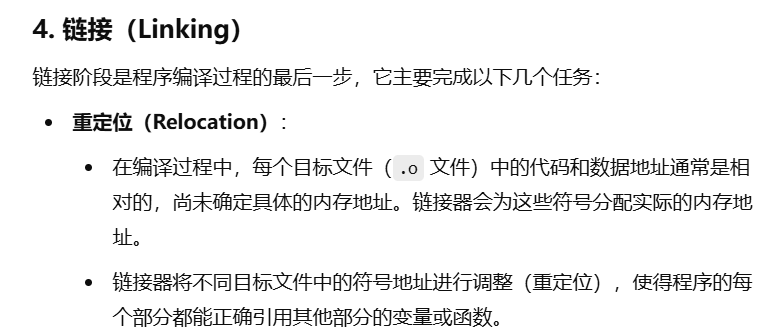 4. 链接（Linking）
链接阶段是程序编译过程的最后一步，它主要完成以下几个任务：
• 重定位（Relocation）：
• 在编译过程中，每个目标文件（.o 文件）中的代码和数据地址通常是相
对的，尚未确定具体的内存地址。链接器会为这些符号分配实际的内存地
址。
• 链接器将不同目标文件中的符号地址进行调整（重定位），使得程序的每
个部分都能正确引用其他部分的变量或函数。